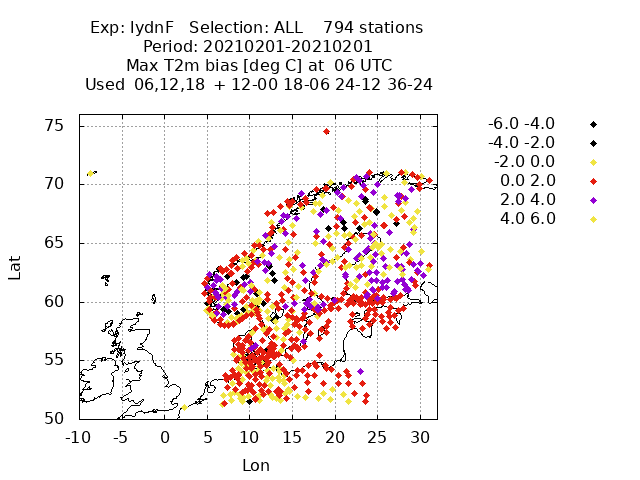 Exp: lydnF   Selection: ALL    794 stations
Period: 20210201-20210201
Max T2m bias [deg C] at  06 UTC
Used  06,12,18  + 12-00 18-06 24-12 36-24
-6.0 -4.0
-4.0 -2.0
-2.0 0.0
0.0 2.0
2.0 4.0
4.0 6.0
75
70
65
60
55
50
Lat
-10 -5 0 5 10 15 20 25 30
Lon